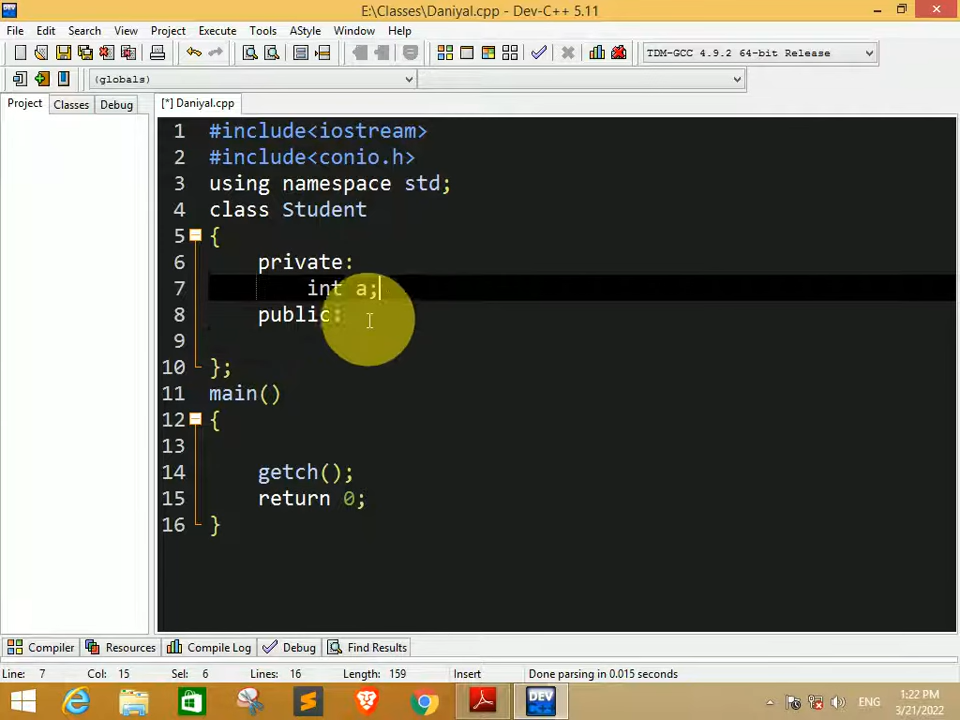 E:\Classes\Daniyal.cpp - Dev-C++ 5.11
File Edit Search View Project Execute Tools AStyle Window Help
TDM-GCC 4.9.2 64-bit Release
(globals)
Project Classes Debug
[*] Daniyal.cpp
1 #include<iostream>
2 #include<conio.h>
3 using namespace std;
4 class Student
5 {
6 private:
7 int a;
8 public:
9
10 };
11 main()
12 {
13
14 getch();
15 return 0;
16 }
Compiler Resources Compile Log Debug Find Results
Line: 7 Col: 15 Sel: 6 Lines: 16 Length: 159 Insert Done parsing in 0.015 seconds
DEV
ENG
1:22 PM
3/21/2022